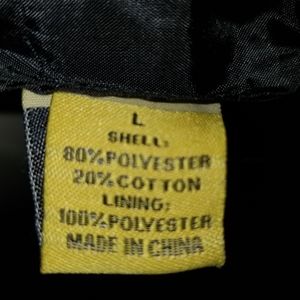 L
SHELL:
80%POLYESTER
20%COTTON
LINING:
100%POLYESTER
MADE IN CHINA